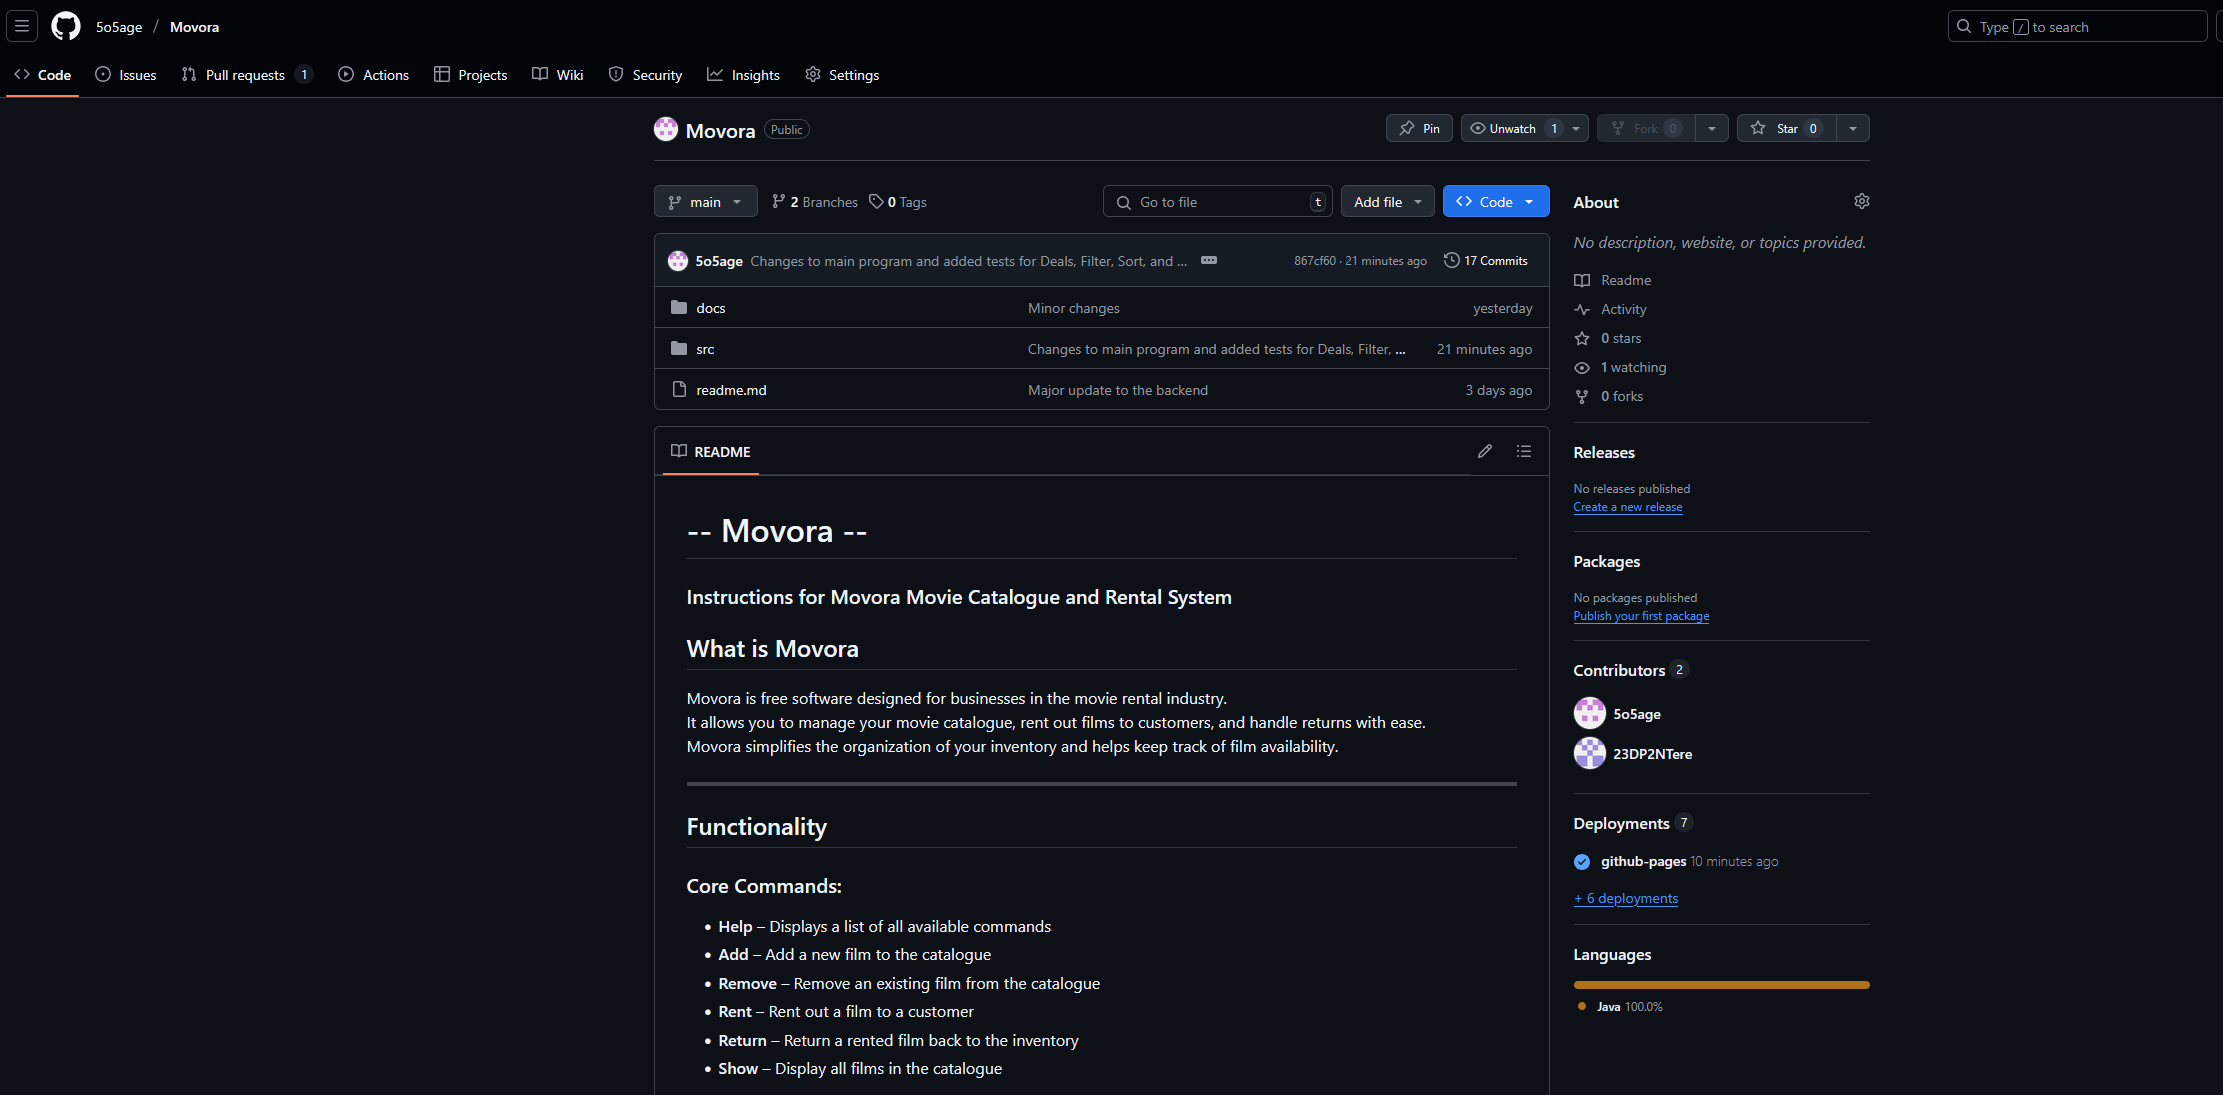 5o5age / Movora
Type / to search
Code Issues Pull requests 1 Actions Projects Wiki Security Insights Settings
Movora Public
Pin Unwatch 1 Fork 0 Star 0
main 2 Branches 0 Tags Go to file t Add file Code
5o5age Changes to main program and added tests for Deals, Filter, Sort, and ... 867cf60 · 21 minutes ago 17 Commits
docs Minor changes yesterday
src Changes to main program and added tests for Deals, Filter, ... 21 minutes ago
readme.md Major update to the backend 3 days ago
README
-- Movora --
Instructions for Movora Movie Catalogue and Rental System
What is Movora
Movora is free software designed for businesses in the movie rental industry.
It allows you to manage your movie catalogue, rent out films to customers, and handle returns with ease.
Movora simplifies the organization of your inventory and helps keep track of film availability.
Functionality
Core Commands:
• Help – Displays a list of all available commands
• Add – Add a new film to the catalogue
• Remove – Remove an existing film from the catalogue
• Rent – Rent out a film to a customer
• Return – Return a rented film back to the inventory
• Show – Display all films in the catalogue
About
No description, website, or topics provided.
Readme
Activity
0 stars
1 watching
0 forks
Releases
No releases published
Create a new release
Packages
No packages published
Publish your first package
Contributors 2
5o5age
23DP2NTere
Deployments 7
github-pages 10 minutes ago
+ 6 deployments
Languages
Java 100.0%